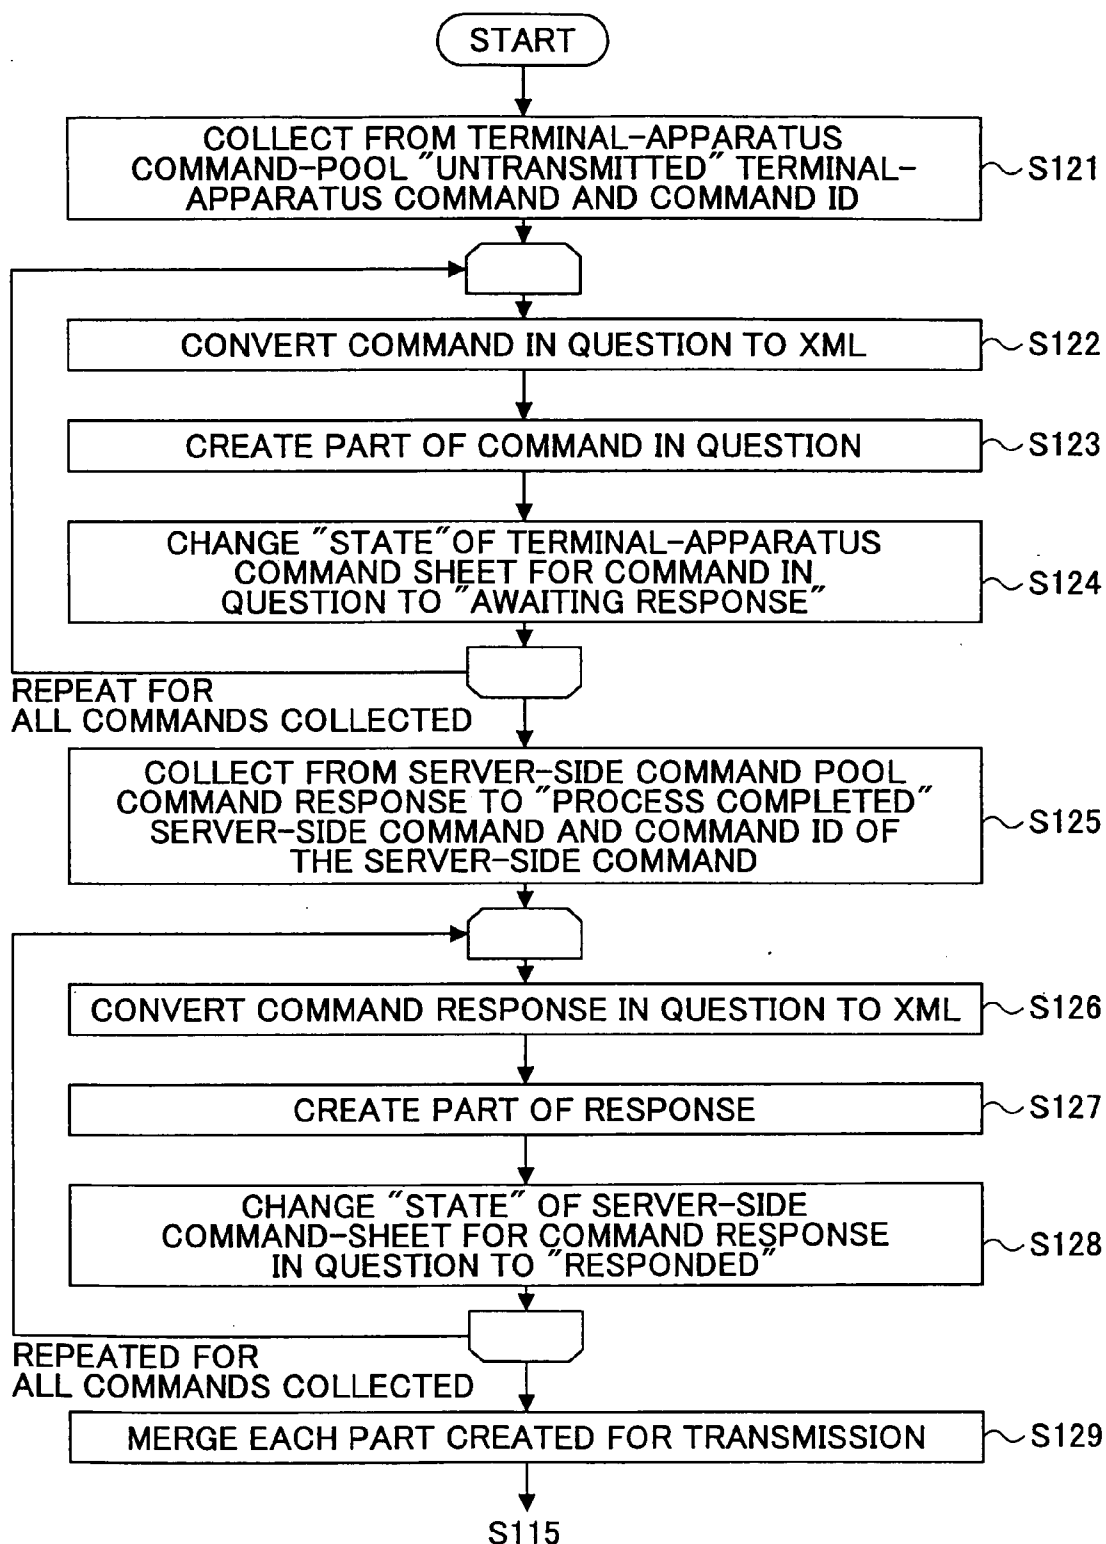 START
COLLECT FROM TERMINAL-APPARATUS
COMMAND-POOL "UNTRANSMITTED" TERMINAL-
APPARATUS COMMAND AND COMMAND ID
S121
CONVERT COMMAND IN QUESTION TO XML
S122
CREATE PART OF COMMAND IN QUESTION
S123
CHANGE "STATE"OF TERMINAL-APPARATUS
COMMAND SHEET FOR COMMAND IN
QUESTION TO "AWAITING RESPONSE"
S124
REPEAT FOR
ALL COMMANDS COLLECTED
COLLECT FROM SERVER-SIDE COMMAND POOL
COMMAND RESPONSE TO "PROCESS COMPLETED"
SERVER-SIDE COMMAND AND COMMAND ID OF
THE SERVER-SIDE COMMAND
S125
CONVERT COMMAND RESPONSE IN QUESTION TO XML
S126
CREATE PART OF RESPONSE
S127
CHANGE "STATE" OF SERVER-SIDE
COMMAND-SHEET FOR COMMAND RESPONSE
IN QUESTION TO "RESPONDED"
S128
REPEATED FOR
ALL COMMANDS COLLECTED
MERGE EACH PART CREATED FOR TRANSMISSION
S129
S115